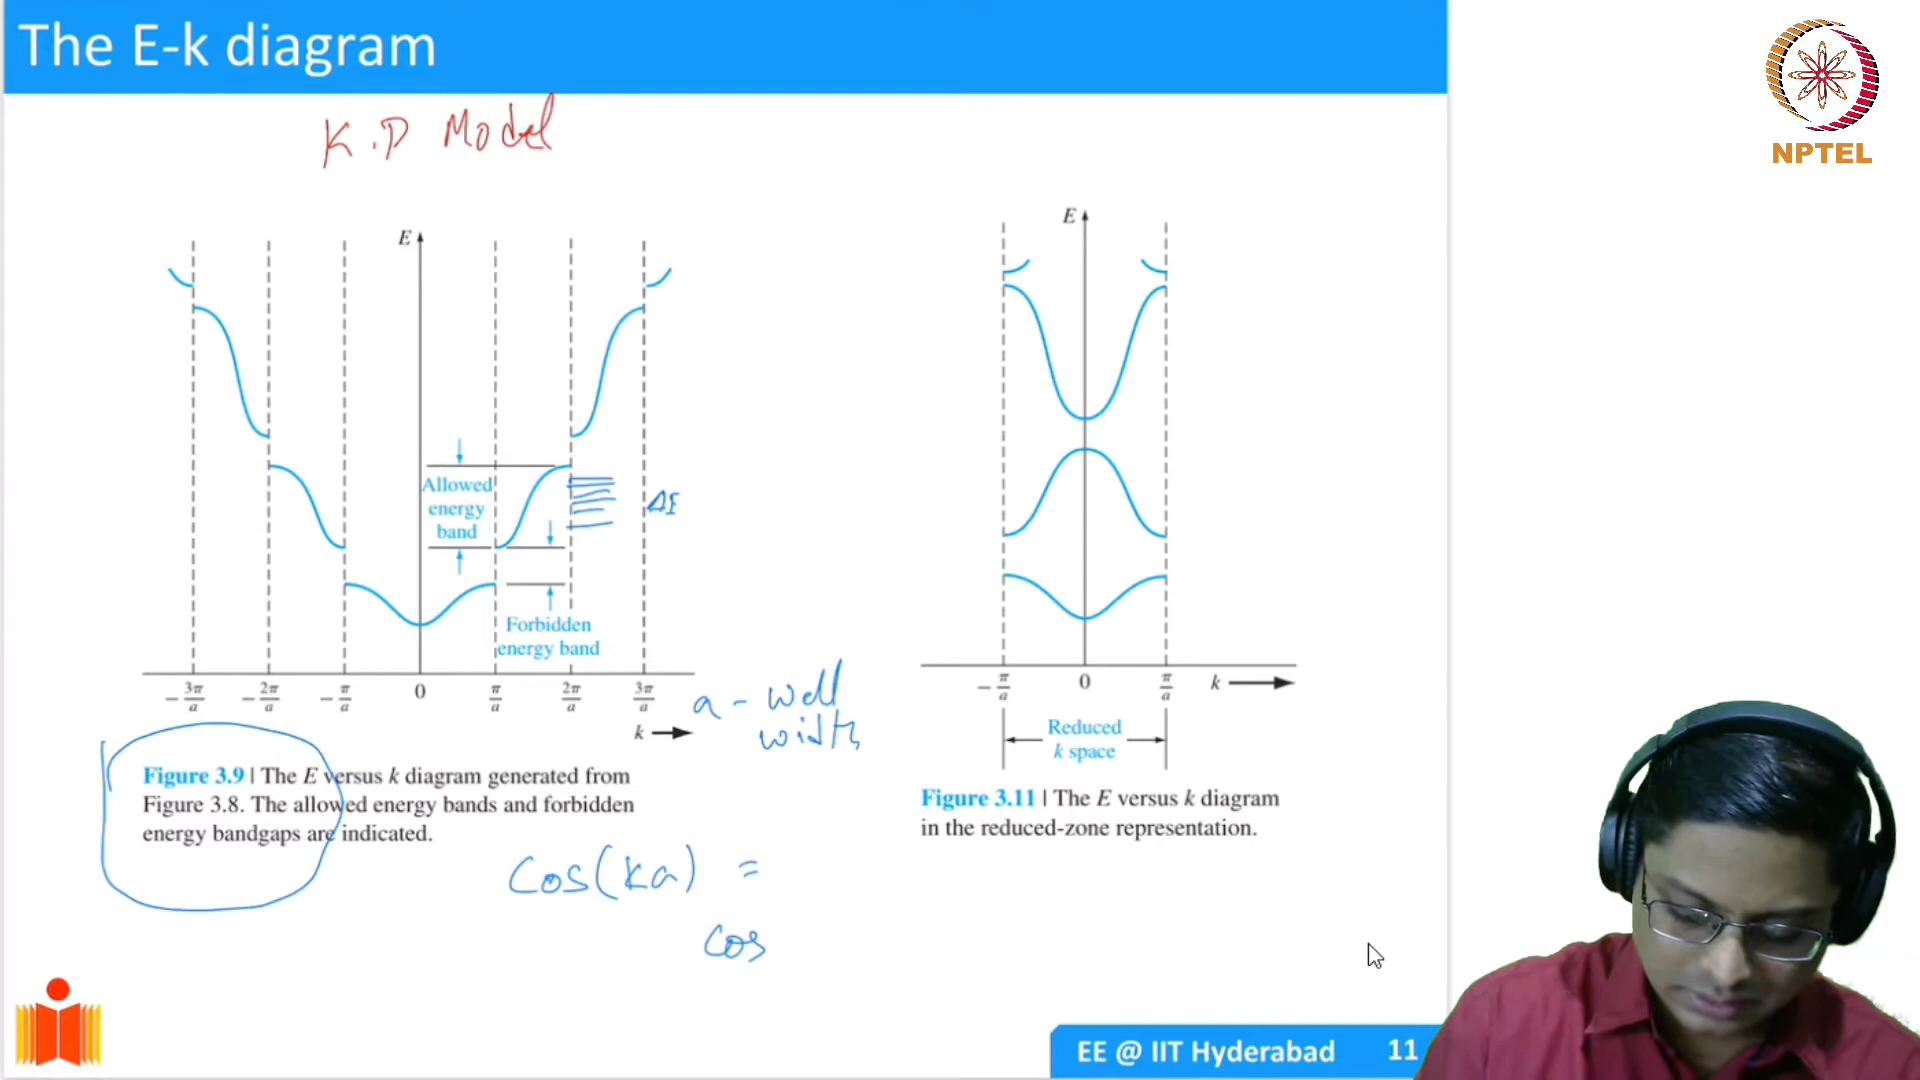 The E-k diagram
NPTEL
K.P Model
E
Allowed
energy
band
ΔE
Forbidden
energy band
-3π/a -2π/a -π/a 0 π/a 2π/a 3π/a
k
a - well
width
Figure 3.9 | The E versus k diagram generated from
Figure 3.8. The allowed energy bands and forbidden
energy bandgaps are indicated.
Cos(ka) =
Cos
E
-π/a 0 π/a k
Reduced
k space
Figure 3.11 | The E versus k diagram
in the reduced-zone representation.
EE @ IIT Hyderabad 11